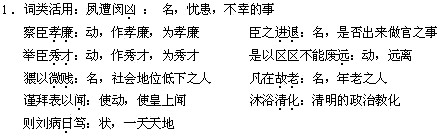 1．词类活用：夙遭闵凶：名，忧患，不幸的事
察臣孝廉：动，作孝廉，为孝廉 臣之进退：名，是否出来做官之事
举臣秀才：动，作秀才，为秀才 是以区区不能废远：动，远离
猥以微贱：名，社会地位低下之人 凡在故老：名，年老之人
谨拜表以闻：使动，使皇上闻 沐浴清化：清明的政治教化
则刘病日笃：状，一天天地